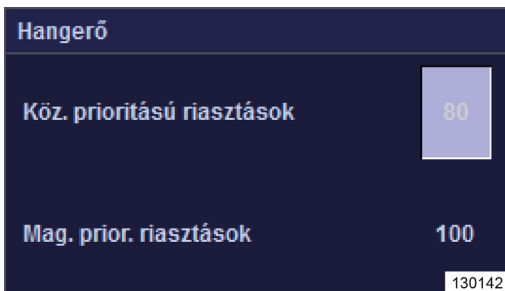 Hangerő
Köz. prioritású riasztások 80
Mag. prior. riasztások 100
130142